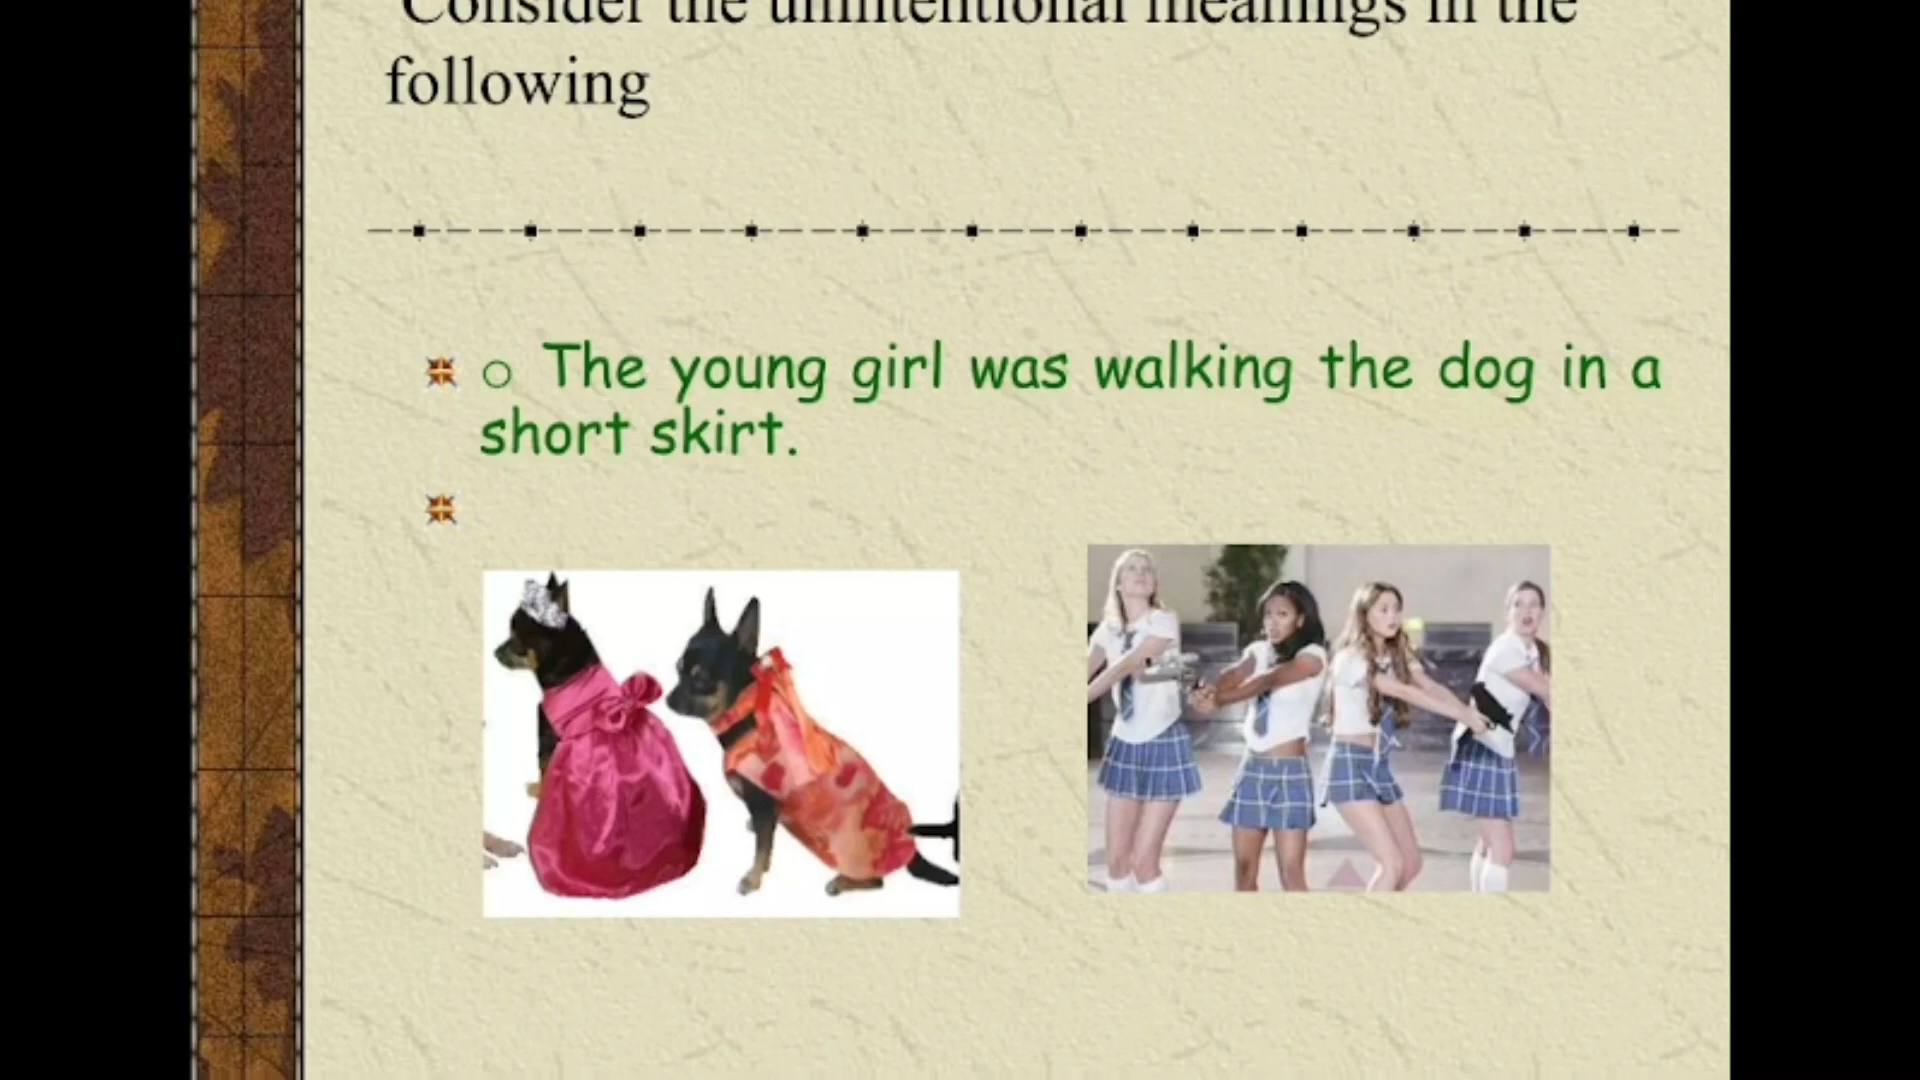 Consider the unintentional meanings in the
following
o The young girl was walking the dog in a
short skirt.